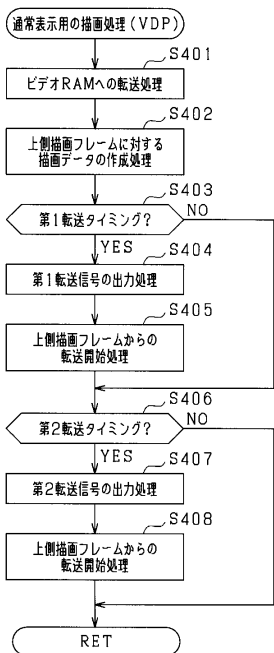 通常表示用の描画処理(VDP)
S401
ビデオRAMへの転送処理
S402
上側描画フレームに対する
描画データの作成処理
S403
第1転送タイミング?
NO
YES
S404
第1転送信号の出力処理
S405
上側描画フレームからの
転送開始処理
S406
第2転送タイミング?
NO
YES
S407
第2転送信号の出力処理
S408
上側描画フレームからの
転送開始処理
RET